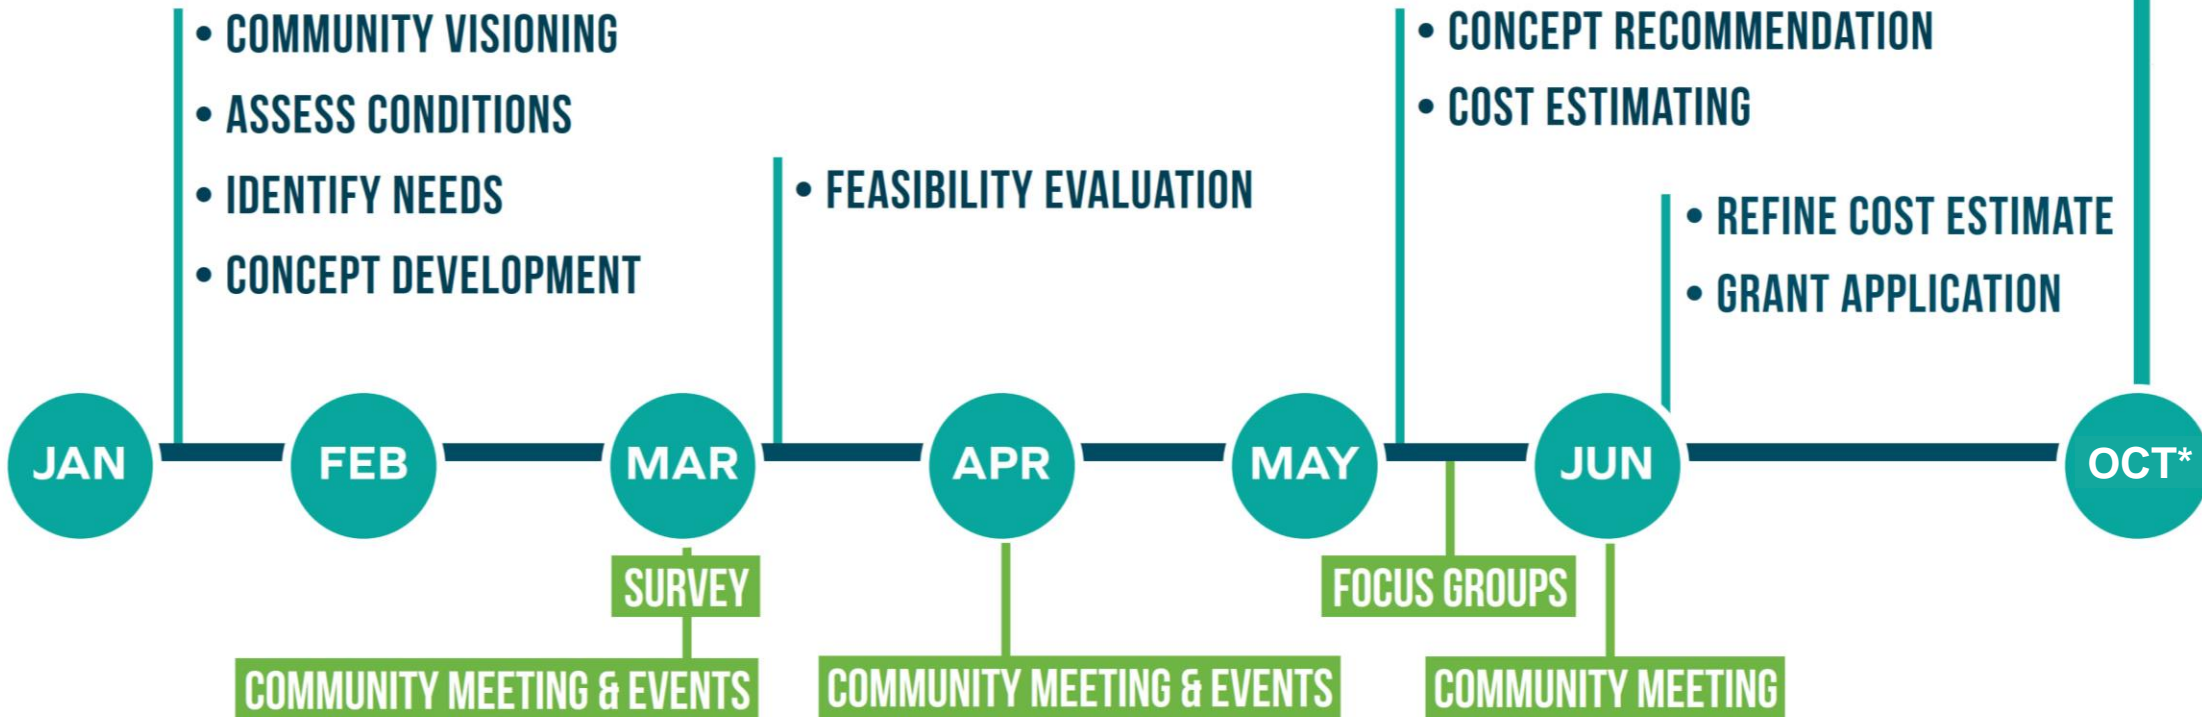 • COMMUNITY VISIONING
• ASSESS CONDITIONS
• IDENTIFY NEEDS
• CONCEPT DEVELOPMENT
• FEASIBILITY EVALUATION
• CONCEPT RECOMMENDATION
• COST ESTIMATING
• REFINE COST ESTIMATE
• GRANT APPLICATION
JAN
FEB
MAR
APR
MAY
JUN
OCT*
SURVEY
COMMUNITY MEETING & EVENTS
COMMUNITY MEETING & EVENTS
FOCUS GROUPS
COMMUNITY MEETING